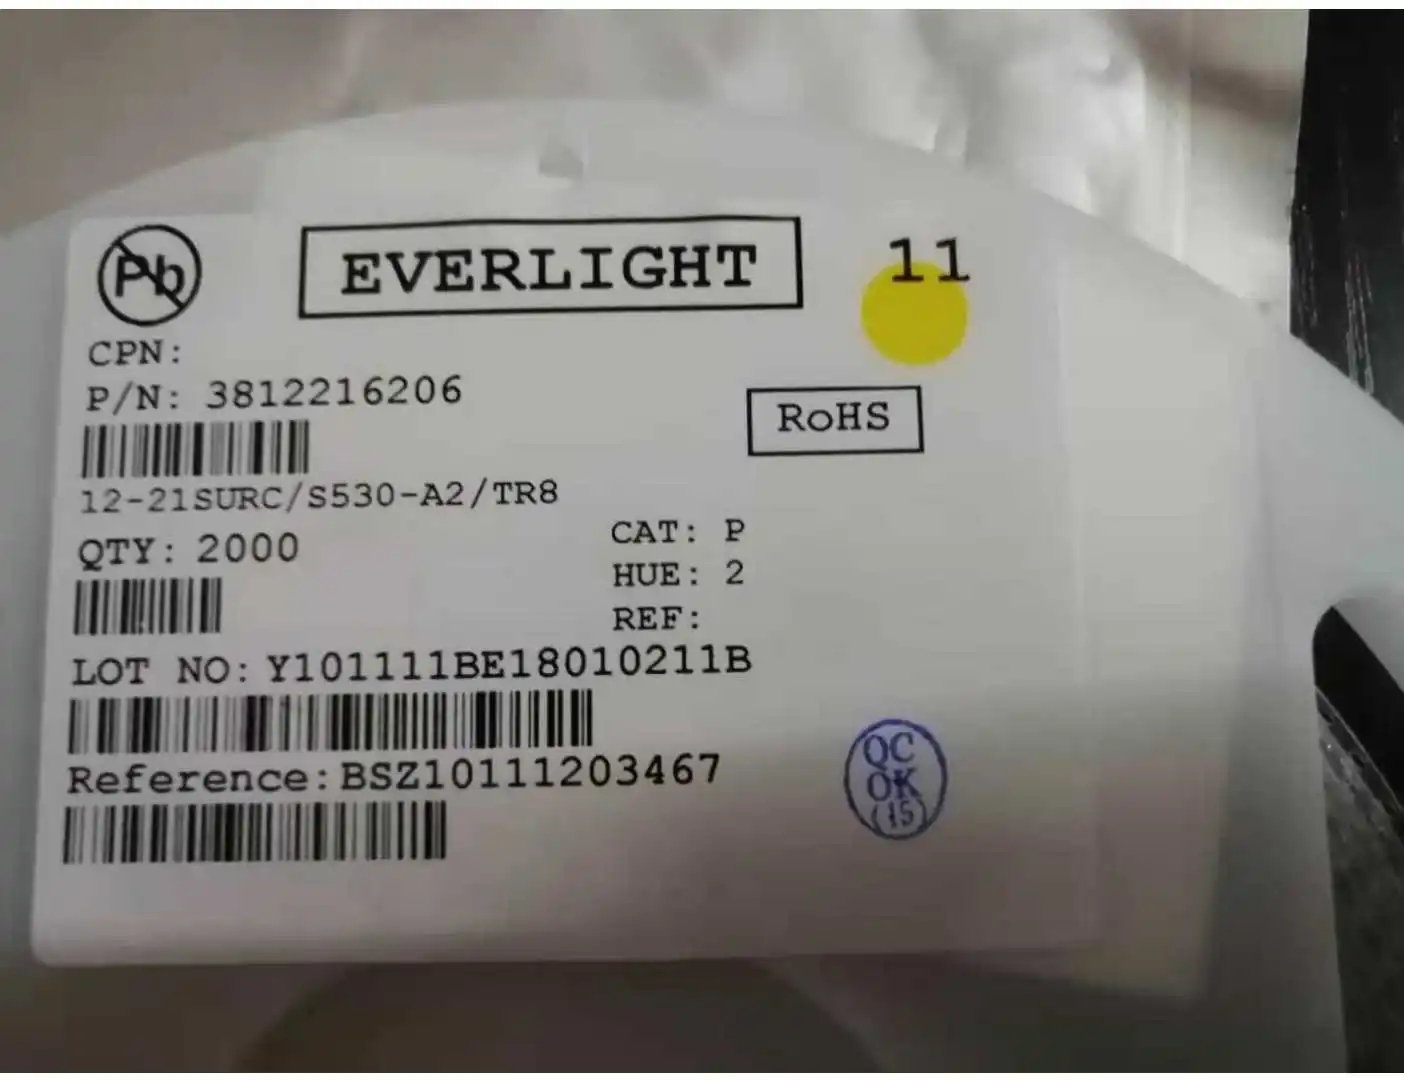 Pb
EVERLIGHT
11
CPN:
P/N: 3812216206
RoHS
12-21SURC/S530-A2/TR8
QTY: 2000
CAT: P
HUE: 2
REF:
LOT NO: Y101111BE18010211B
Reference: BSZ10111203467
QC
OK
(15)